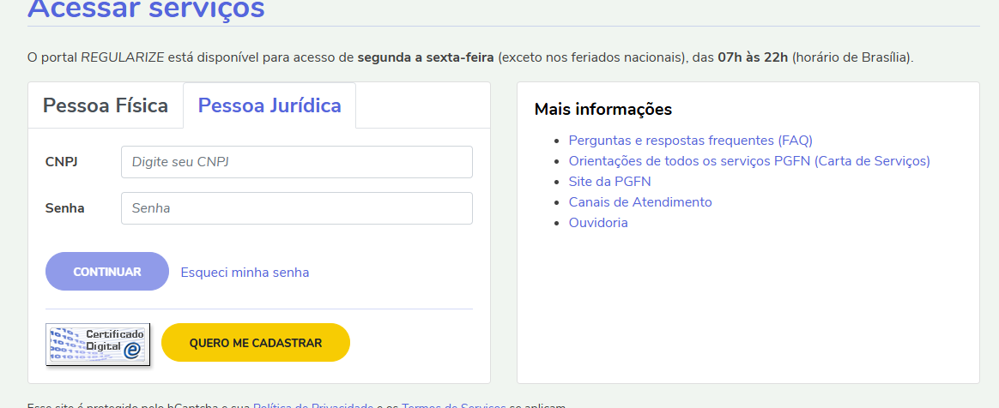 Acessar serviços
O portal REGULARIZE está disponível para acesso de segunda a sexta-feira (exceto nos feriados nacionais), das 07h às 22h (horário de Brasília).
Pessoa Física
Pessoa Jurídica
CNPJ
Digite seu CNPJ
Senha
Senha
CONTINUAR
Esqueci minha senha
Certificado
Digital
QUERO ME CADASTRAR
Mais informações
Perguntas e respostas frequentes (FAQ)
Orientações de todos os serviços PGFN (Carta de Serviços)
Site da PGFN
Canais de Atendimento
Ouvidoria
Esse site é protegido pelo hCaptcha e sua Política de Privacidade e os Termos de Serviços se aplicam.